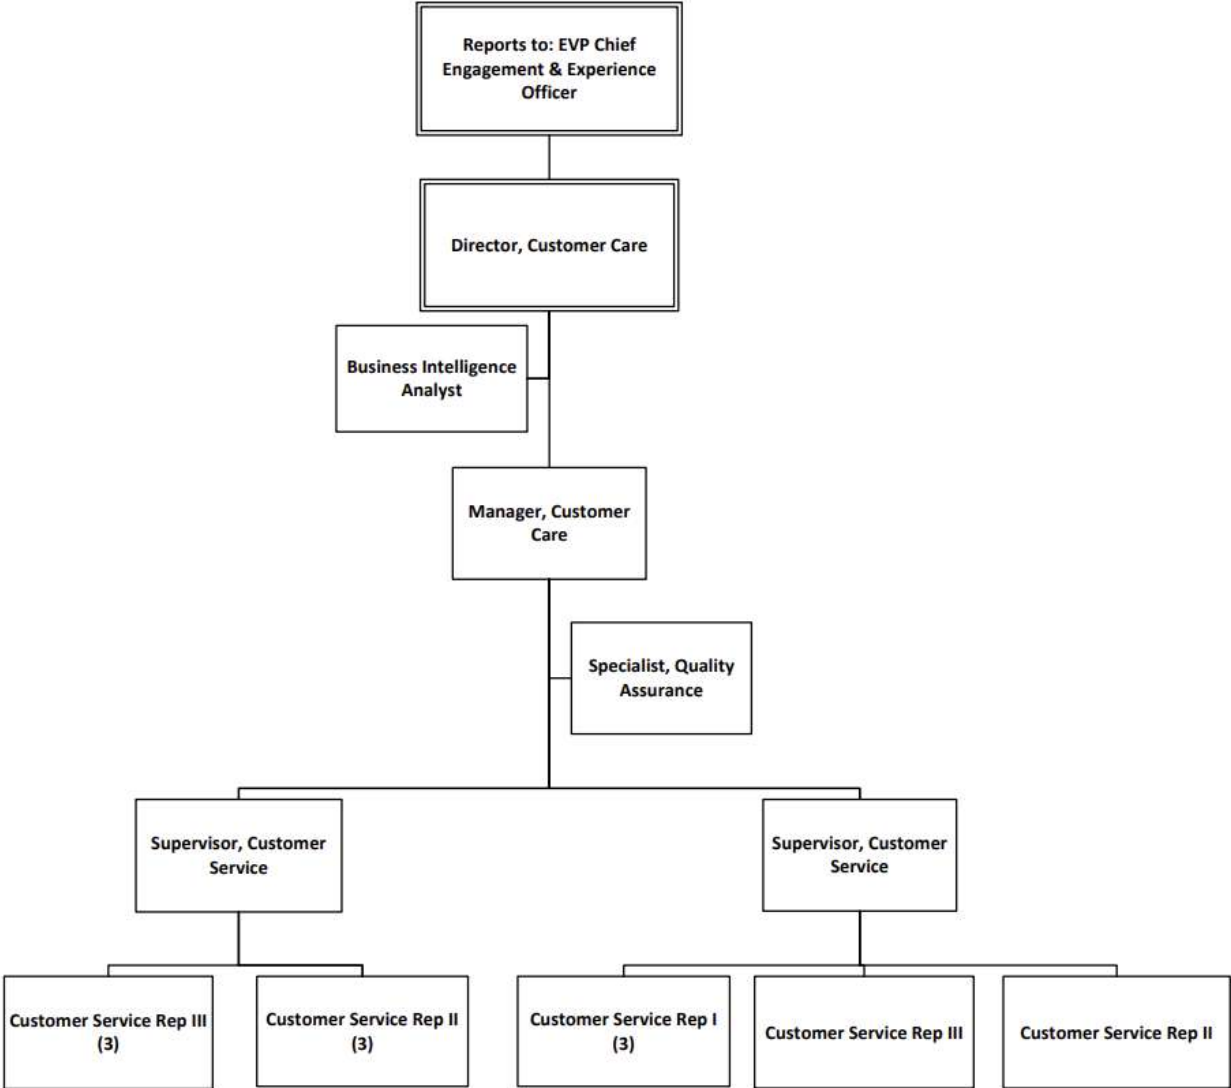 Reports to: EVP Chief
Engagement & Experience
Officer
Director, Customer Care
Business Intelligence
Analyst
Manager, Customer
Care
Specialist, Quality
Assurance
Supervisor, Customer
Service
Supervisor, Customer
Service
Customer Service Rep III
(3)
Customer Service Rep II
(3)
Customer Service Rep I
(3)
Customer Service Rep III
Customer Service Rep II